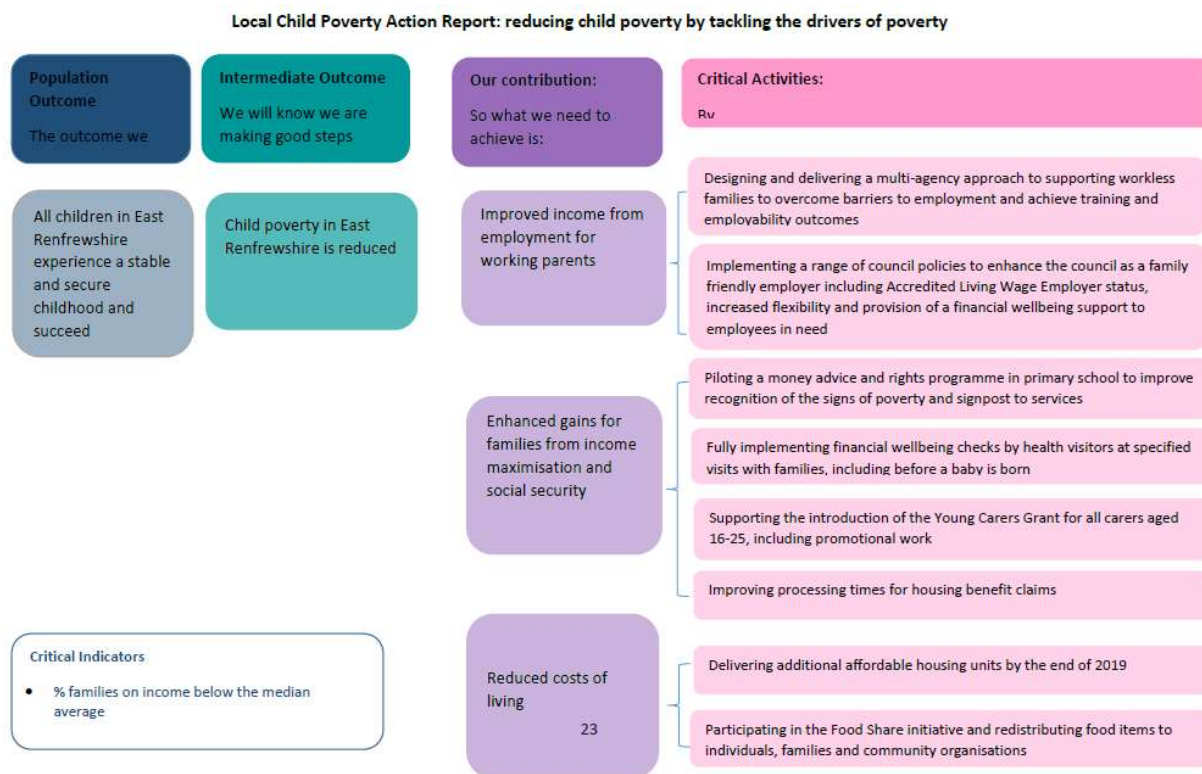 Local Child Poverty Action Report: reducing child poverty by tackling the drivers of poverty
Population
Outcome
The outcome we
Intermediate Outcome
We will know we are
making good steps
Our contribution:
So what we need to
achieve is:
Critical Activities:
By
All children in East
Renfrewshire
experience a stable
and secure
childhood and
succeed
Child poverty in East
Renfrewshire is reduced
Improved income from
employment for
working parents
Designing and delivering a multi-agency approach to supporting workless
families to overcome barriers to employment and achieve training and
employability outcomes
Implementing a range of council policies to enhance the council as a family
friendly employer including Accredited Living Wage Employer status,
increased flexibility and provision of a financial wellbeing support to
employees in need
Enhanced gains for
families from income
maximisation and
social security
Piloting a money advice and rights programme in primary school to improve
recognition of the signs of poverty and signpost to services
Fully implementing financial wellbeing checks by health visitors at specified
visits with families, including before a baby is born
Supporting the introduction of the Young Carers Grant for all carers aged
16-25, including promotional work
Improving processing times for housing benefit claims
Critical Indicators
• % families on income below the median
average
Reduced costs of
living
23
Delivering additional affordable housing units by the end of 2019
Participating in the Food Share initiative and redistributing food items to
individuals, families and community organisations